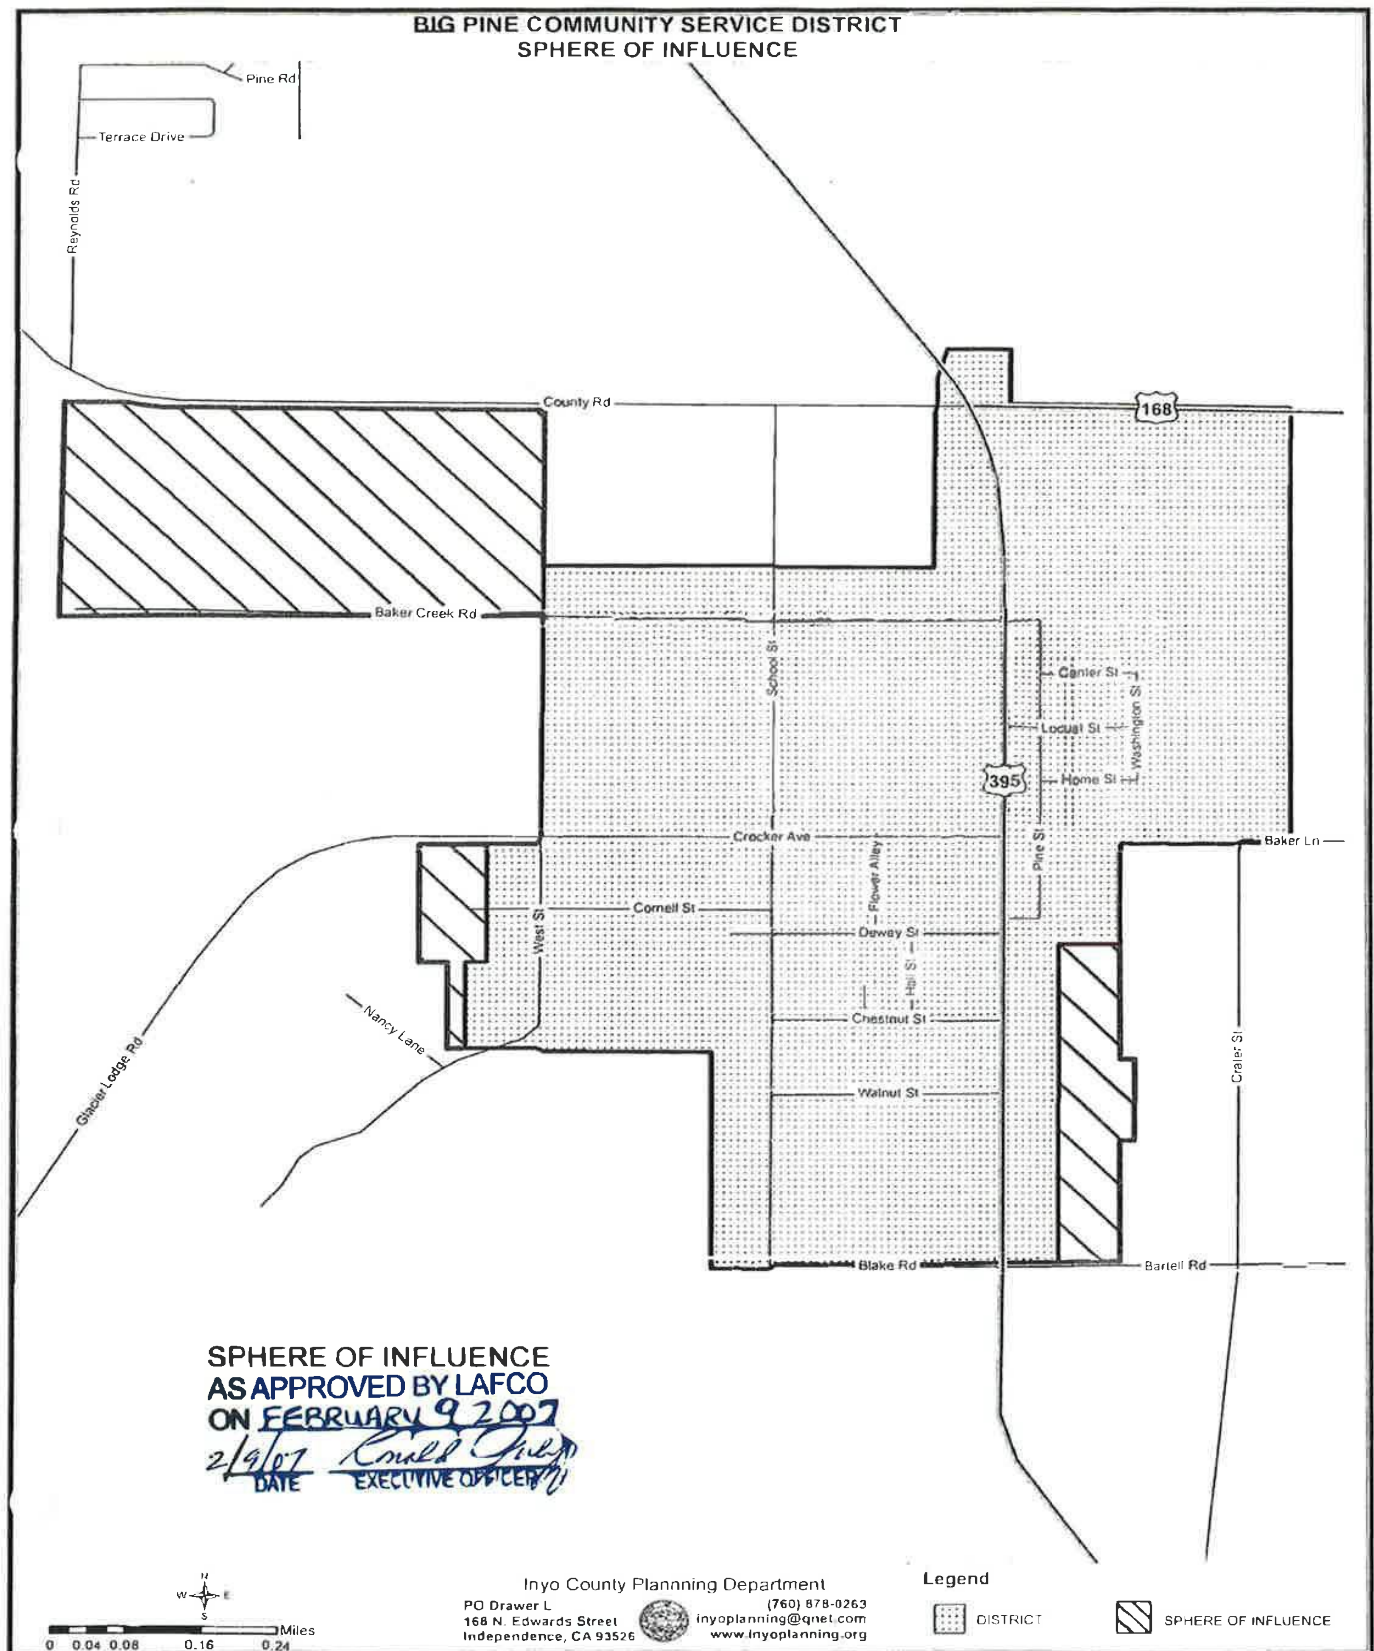 BIG PINE COMMUNITY SERVICE DISTRICT
SPHERE OF INFLUENCE
Pine Rd
Terrace Drive
Reynolds Rd
County Rd
168
Baker Creek Rd
School St
Center St
Washington St
Locust St
395
Home St
Crocker Ave
Flower Alley
Pine St
Baker Ln
Cornell St
West St
Dewey St
Hall St
Nancy Lane
Chestnut St
Glacier Lodge Rd
Crater St
Walnut St
Blake Rd
Bartell Rd
SPHERE OF INFLUENCE
AS APPROVED BY LAFCO
ON FEBRUARY 9 2007
2/9/07
DATE EXECUTIVE OFFICER
N
W E
S
Miles
0 0.04 0.08 0.16 0.24
Inyo County Plannning Department
PO Drawer L
168 N. Edwards Street
Independence, CA 93526
(760) 878-0263
inyoplanning@qnet.com
www.inyoplanning.org
Legend
DISTRICT
SPHERE OF INFLUENCE